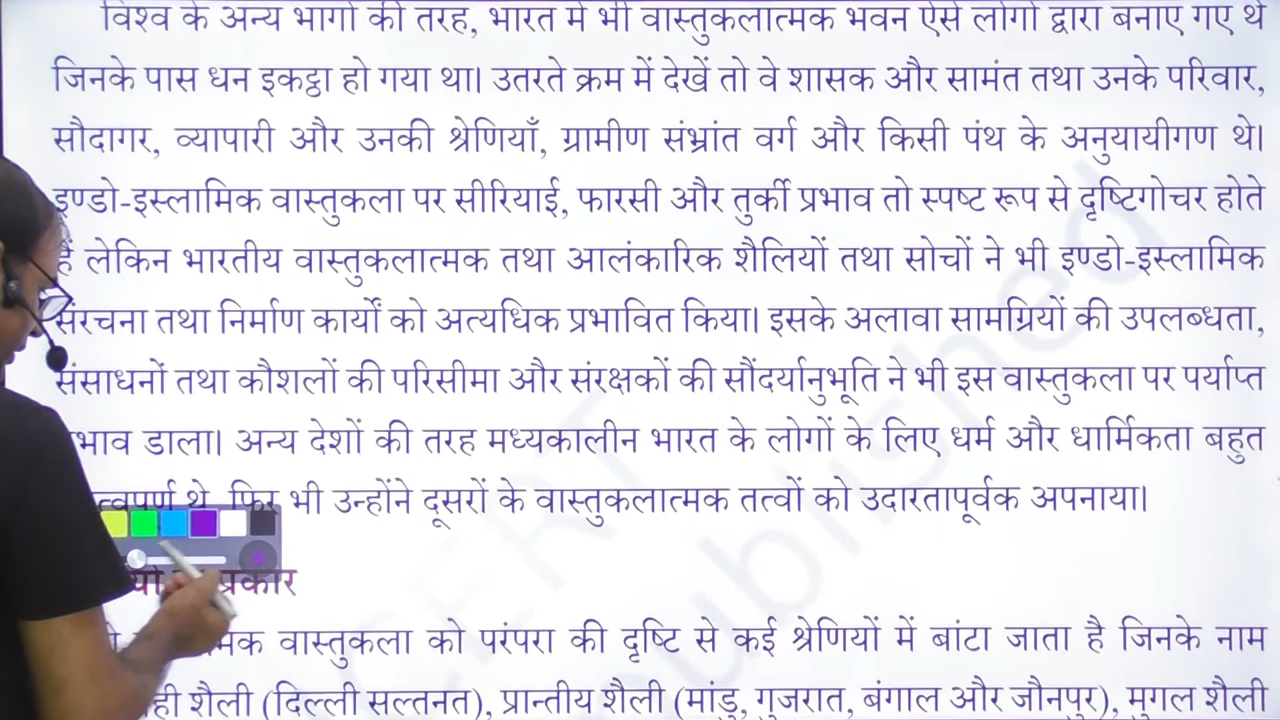 विश्व के अन्य भागों की तरह, भारत में भी वास्तुकलात्मक भवन ऐसे लोगों द्वारा बनाए गए थे
जिनके पास धन इकट्ठा हो गया था। उतरते क्रम में देखें तो वे शासक और सामंत तथा उनके परिवार,
सौदागर, व्यापारी और उनकी श्रेणियाँ, ग्रामीण संभ्रांत वर्ग और किसी पंथ के अनुयायीगण थे।
इण्डो-इस्लामिक वास्तुकला पर सीरियाई, फारसी और तुर्की प्रभाव तो स्पष्ट रूप से दृष्टिगोचर होते
हैं लेकिन भारतीय वास्तुकलात्मक तथा आलंकारिक शैलियों तथा सोचों ने भी इण्डो-इस्लामिक
संरचना तथा निर्माण कार्यों को अत्यधिक प्रभावित किया। इसके अलावा सामग्रियों की उपलब्धता,
संसाधनों तथा कौशलों की परिसीमा और संरक्षकों की सौंदर्यानुभूति ने भी इस वास्तुकला पर पर्याप्त
डाला। अन्य देशों की तरह मध्यकालीन भारत के लोगों के लिए धर्म और धार्मिकता बहुत
थे, फिर भी उन्होंने दूसरों के वास्तुकलात्मक तत्वों को उदारतापूर्वक अपनाया।
प्रकार
वास्तुकला को परंपरा की दृष्टि से कई श्रेणियों में बांटा जाता है जिनके नाम
शैली (दिल्ली सल्तनत), प्रान्तीय शैली (मांडु, गुजरात, बंगाल और जौनपुर), मुगल शैली